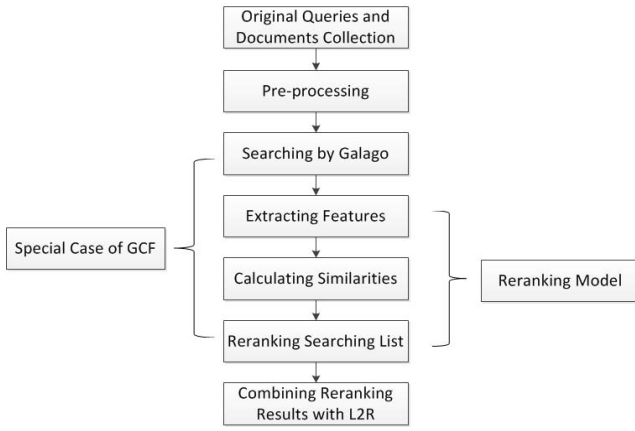 Original Queries and
Documents Collection
Pre-processing
Searching by Galago
Extracting Features
Special Case of GCF
Calculating Similarities
Reranking Model
Reranking Searching List
Combining Reranking
Results with L2R